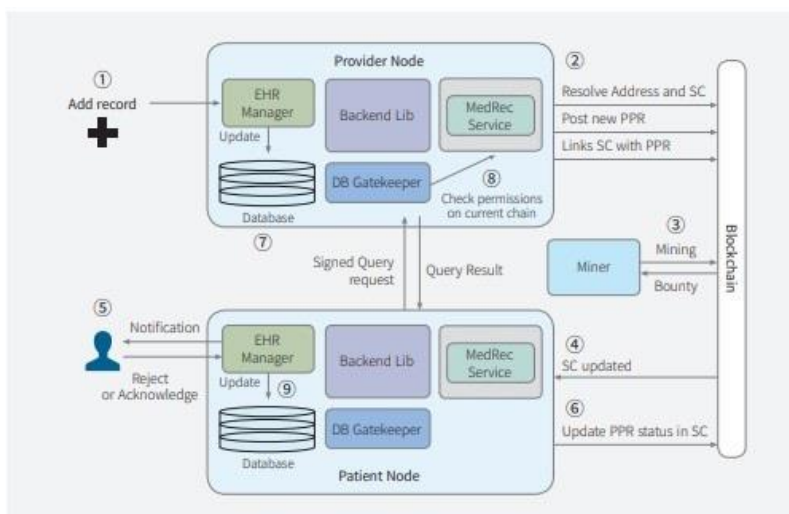 Provider Node
①
Add record
EHR
Manager
Update
Database
⑦
Backend Lib
DB Gatekeeper
MedRec
Service
⑧
Check permissions
on current chain
②
Resolve Address and SC
Post new PPR
Links SC with PPR
Blockchain
③
Mining
Bounty
Miner
Signed Query
request
Query Result
⑤
Notification
Reject
or Acknowledge
EHR
Manager
Update
⑨
Database
Backend Lib
DB Gatekeeper
MedRec
Service
Patient Node
④
SC updated
⑥
Update PPR status in SC